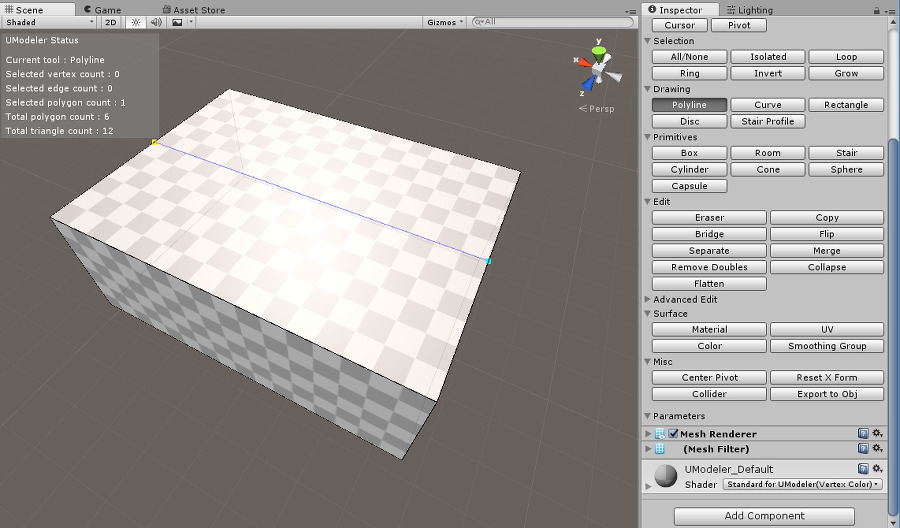 Scene Game Asset Store
Shaded 2D Gizmos All
UModeler Status
Current tool : Polyline
Selected vertex count : 0
Selected edge count : 0
Selected polygon count : 1
Total polygon count : 6
Total triangle count : 12
y
x
z
Persp
Inspector Lighting
Cursor Pivot
Selection
All/None Isolated Loop
Ring Invert Grow
Drawing
Polyline Curve Rectangle
Disc Stair Profile
Primitives
Box Room Stair
Cylinder Cone Sphere
Capsule
Edit
Eraser Copy
Bridge Flip
Separate Merge
Remove Doubles Collapse
Flatten
Advanced Edit
Surface
Material UV
Color Smoothing Group
Misc
Center Pivot Reset X Form
Collider Export to Obj
Parameters
Mesh Renderer
(Mesh Filter)
UModeler_Default
Shader Standard for UModeler(Vertex Color)
Add Component